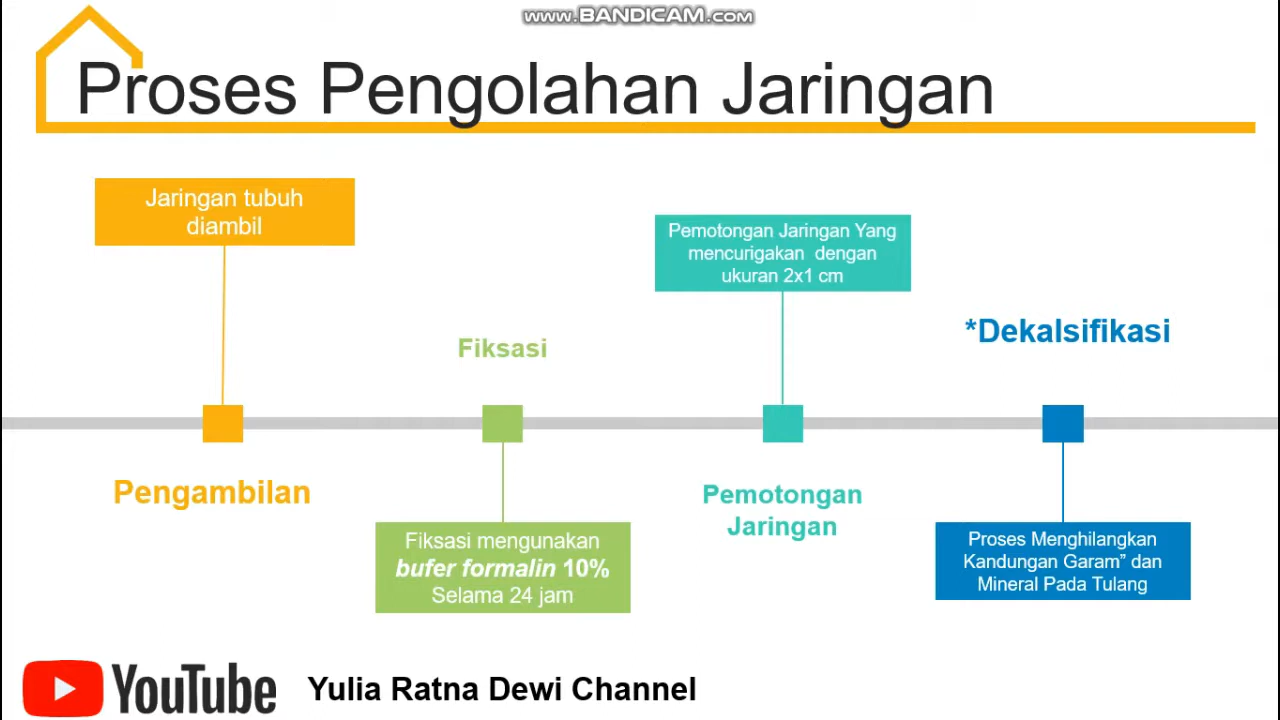 www.BANDICAM.com
Proses Pengolahan Jaringan
Jaringan tubuh
diambil
Pengambilan
Fiksasi
Fiksasi mengunakan
bufer formalin 10%
Selama 24 jam
Pemotongan Jaringan Yang
mencurigakan dengan
ukuran 2x1 cm
Pemotongan
Jaringan
*Dekalsifikasi
Proses Menghilangkan
Kandungan Garam” dan
Mineral Pada Tulang
YouTube
Yulia Ratna Dewi Channel